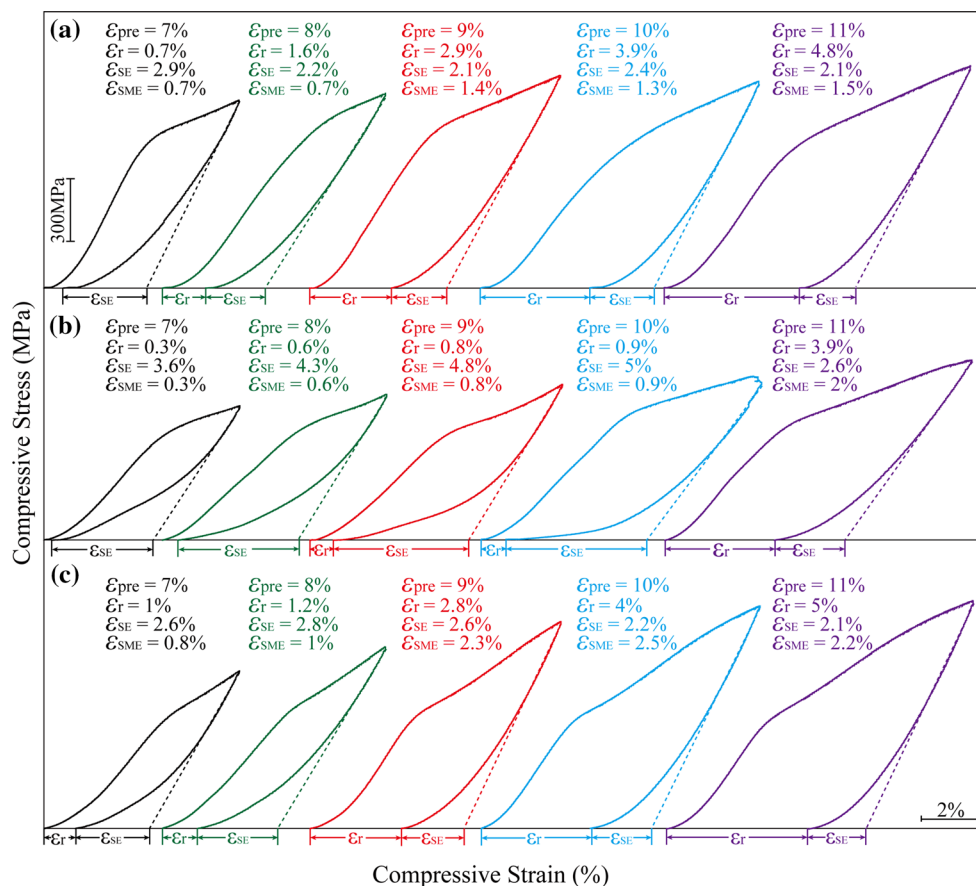 (a)
εpre = 7% εpre = 8% εpre = 9% εpre = 10% εpre = 11%
εr = 0.7% εr = 1.6% εr = 2.9% εr = 3.9% εr = 4.8%
εSE = 2.9% εSE = 2.2% εSE = 2.1% εSE = 2.4% εSE = 2.1%
εSME = 0.7% εSME = 0.7% εSME = 1.4% εSME = 1.3% εSME = 1.5%
300MPa
εSE εr εSE εr εSE εr εSE εr εSE
(b)
εpre = 7% εpre = 8% εpre = 9% εpre = 10% εpre = 11%
εr = 0.3% εr = 0.6% εr = 0.8% εr = 0.9% εr = 3.9%
εSE = 3.6% εSE = 4.3% εSE = 4.8% εSE = 5% εSE = 2.6%
εSME = 0.3% εSME = 0.6% εSME = 0.8% εSME = 0.9% εSME = 2%
εSE εSE εr εSE εr εSE εr εSE
(c)
εpre = 7% εpre = 8% εpre = 9% εpre = 10% εpre = 11%
εr = 1% εr = 1.2% εr = 2.8% εr = 4% εr = 5%
εSE = 2.6% εSE = 2.8% εSE = 2.6% εSE = 2.2% εSE = 2.1%
εSME = 0.8% εSME = 1% εSME = 2.3% εSME = 2.5% εSME = 2.2%
2%
εr εSE εr εSE εr εSE εr εSE εr εSE
Compressive Stress (MPa)
Compressive Strain (%)